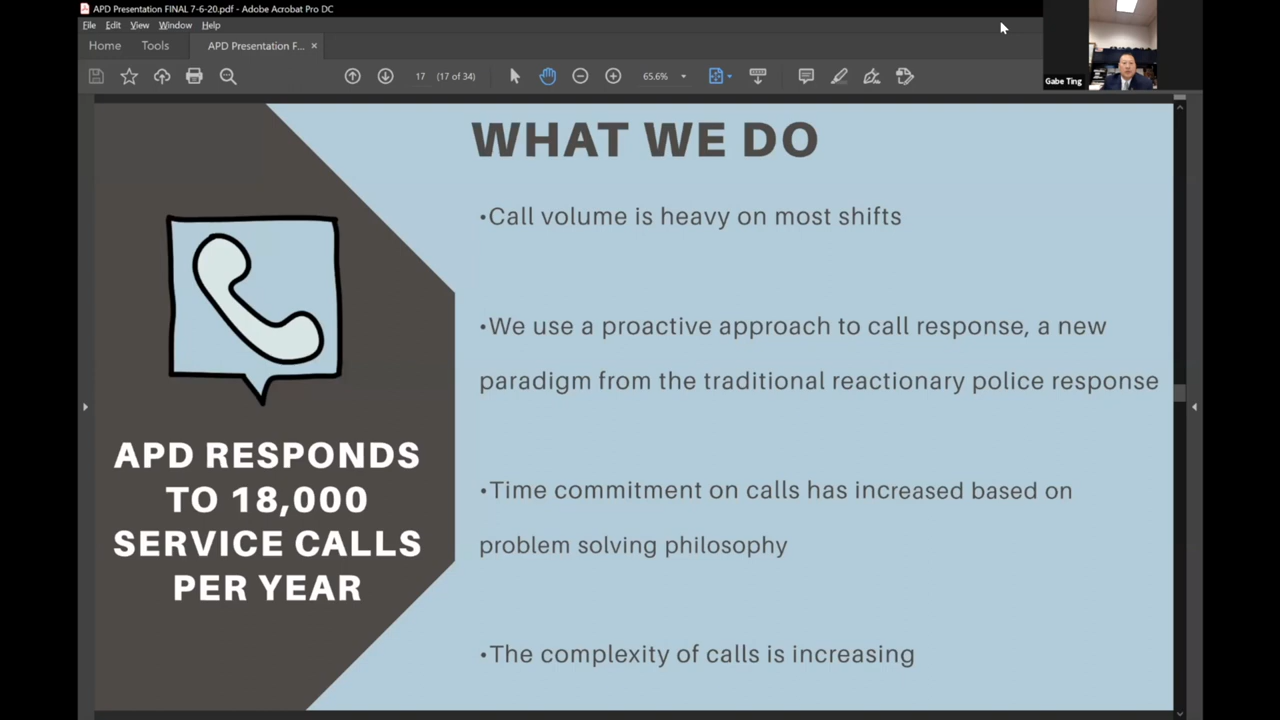 APD Presentation FINAL 7-6-20.pdf - Adobe Acrobat Pro DC
File Edit View Window Help
Home Tools APD Presentation F... ×
17 (17 of 34) 65.6%
Gabe Ting
WHAT WE DO
•Call volume is heavy on most shifts
•We use a proactive approach to call response, a new
paradigm from the traditional reactionary police response
•Time commitment on calls has increased based on
problem solving philosophy
•The complexity of calls is increasing
APD RESPONDS
TO 18,000
SERVICE CALLS
PER YEAR